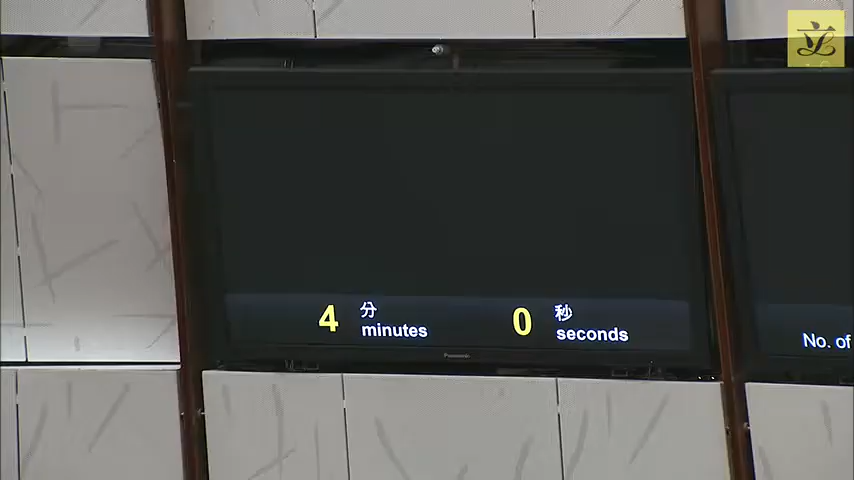 立
4 分 0 秒
minutes seconds
No. of
Panasonic